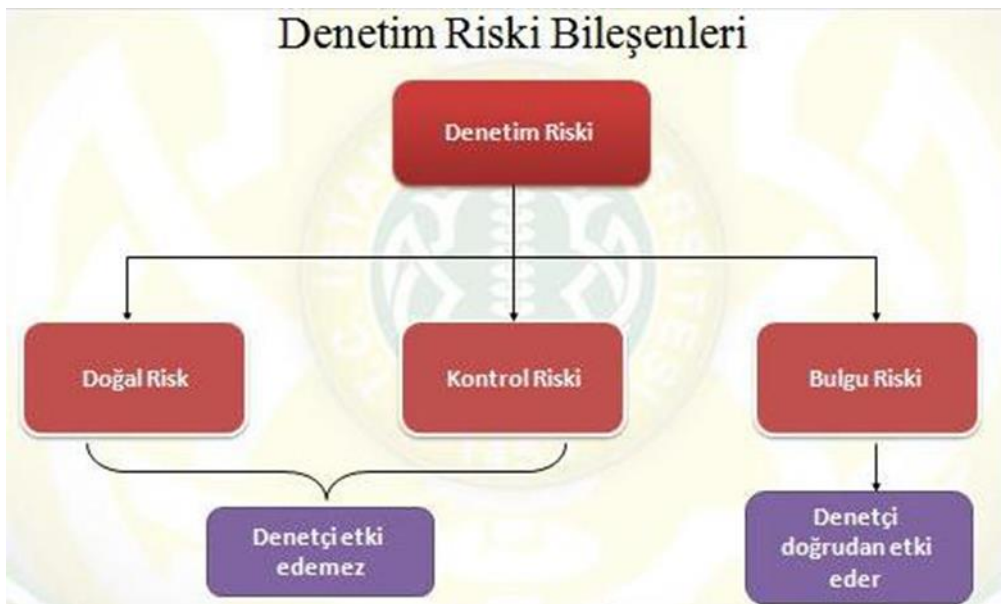 Denetim Riski Bileşenleri
Denetim Riski
Doğal Risk
Kontrol Riski
Bulgu Riski
Denetçi etki
edemez
Denetçi
doğrudan etki
eder